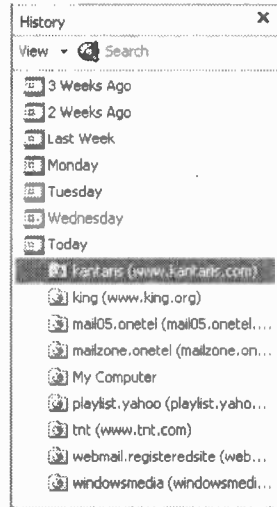 History ×
View Search
3 Weeks Ago
2 Weeks Ago
Last Week
Monday
Tuesday
Wednesday
Today
kantaris (www.kantaris.com)
king (www.king.org)
mail05.onetel (mail05.onetel....
mailzone.onetel (mailzone.on...
My Computer
playlist.yahoo (playlist.yaho...
tnt (www.tnt.com)
webmail.registeredsite (web...
windowsmedia (windowsmedi...